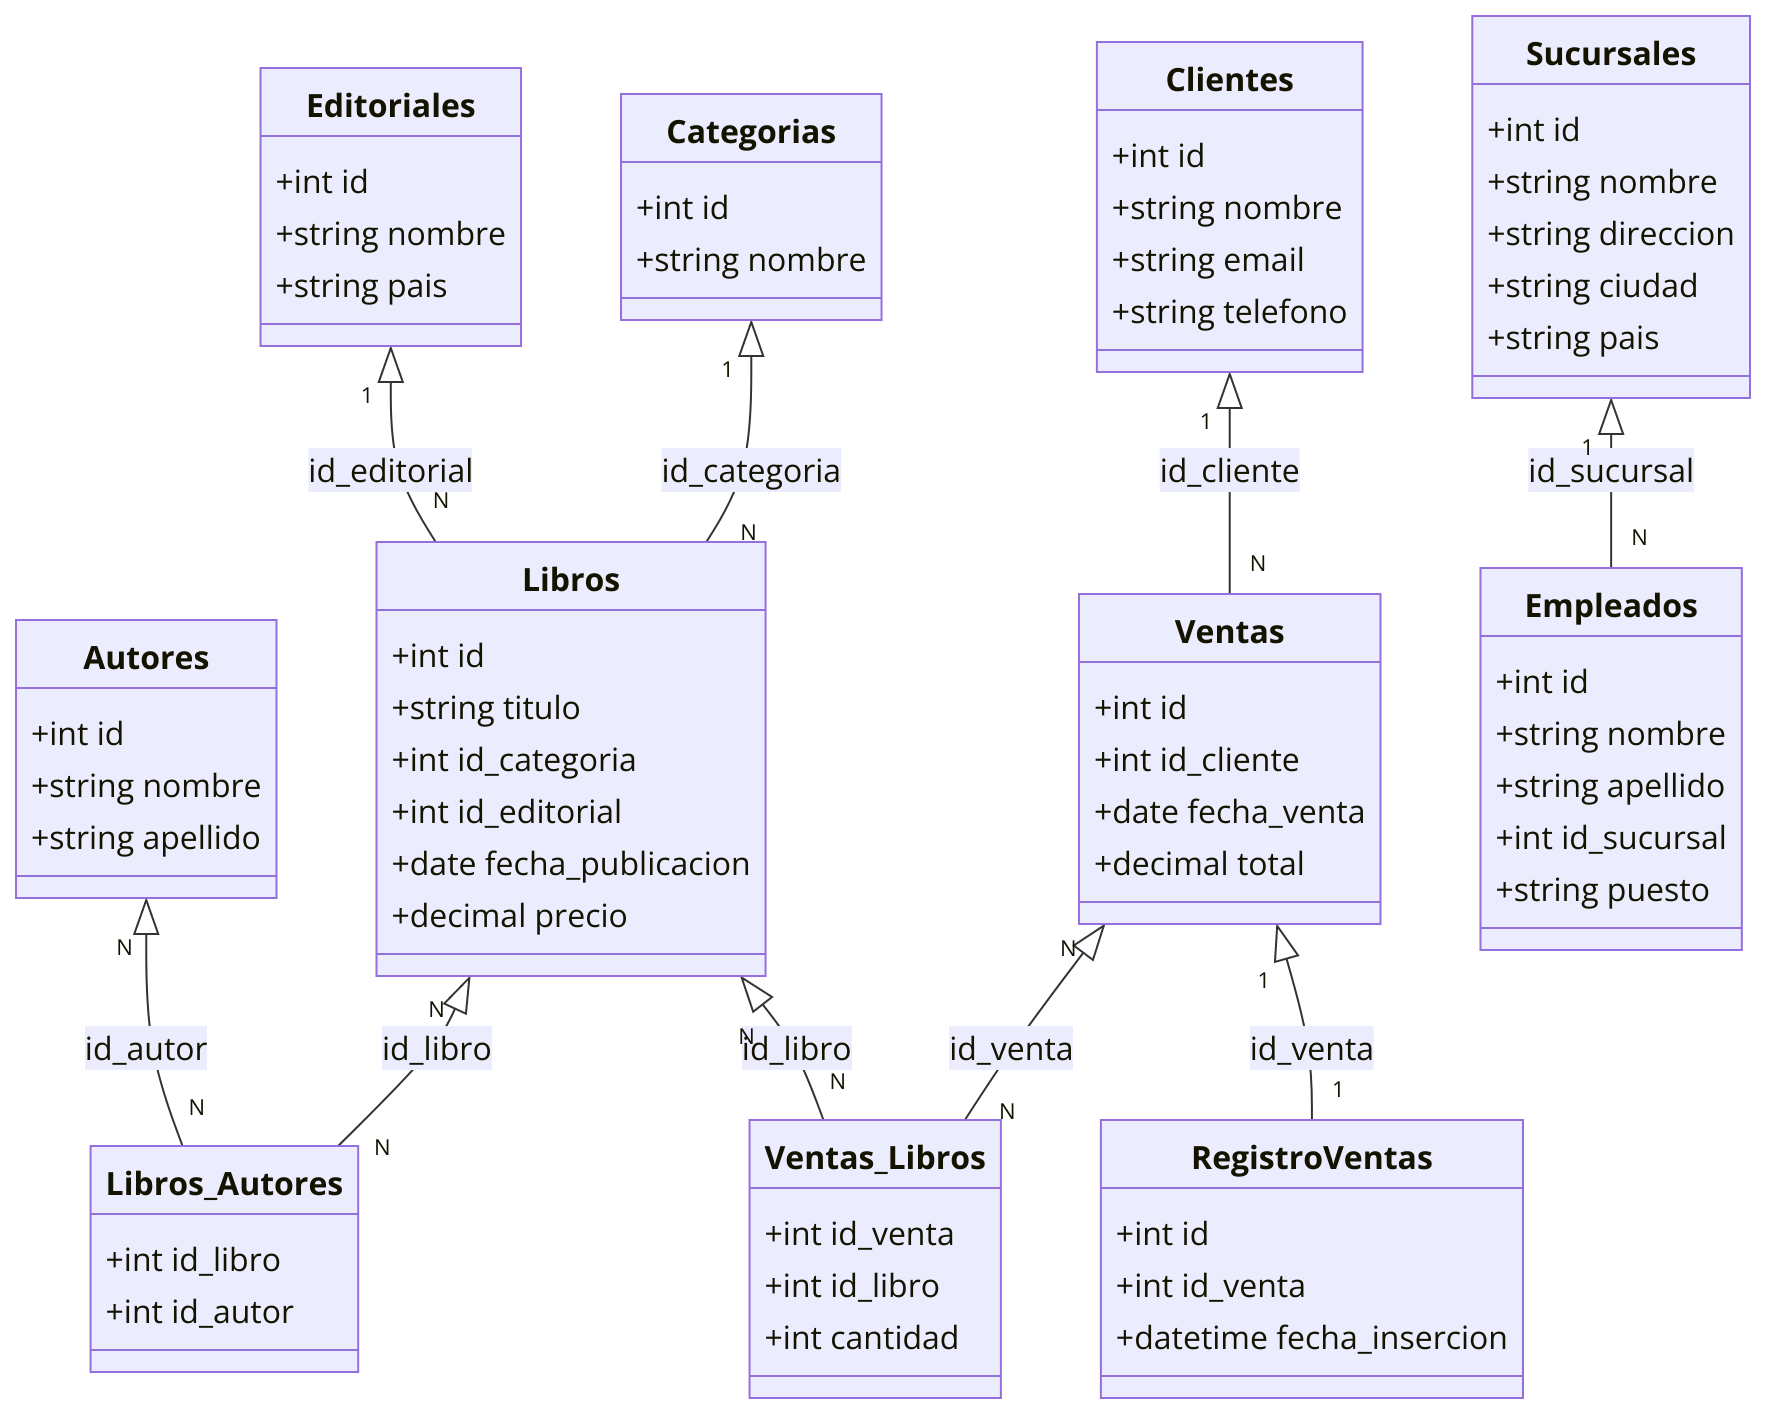 Editoriales
+int id
+string nombre
+string pais
Categorias
+int id
+string nombre
Clientes
+int id
+string nombre
+string email
+string telefono
Sucursales
+int id
+string nombre
+string direccion
+string ciudad
+string pais
1
id_editorial
N
1
id_categoria
N
1
id_cliente
N
1
id_sucursal
N
Autores
+int id
+string nombre
+string apellido
Libros
+int id
+string titulo
+int id_categoria
+int id_editorial
+date fecha_publicacion
+decimal precio
Ventas
+int id
+int id_cliente
+date fecha_venta
+decimal total
Empleados
+int id
+string nombre
+string apellido
+int id_sucursal
+string puesto
N
id_autor
N
N
id_libro
N
N
id_libro
N
N
id_venta
N
1
id_venta
1
Libros_Autores
+int id_libro
+int id_autor
Ventas_Libros
+int id_venta
+int id_libro
+int cantidad
RegistroVentas
+int id
+int id_venta
+datetime fecha_insercion